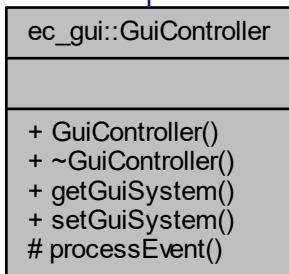 ec_gui::GuiController
+ GuiController()
+ ~GuiController()
+ getGuiSystem()
+ setGuiSystem()
# processEvent()